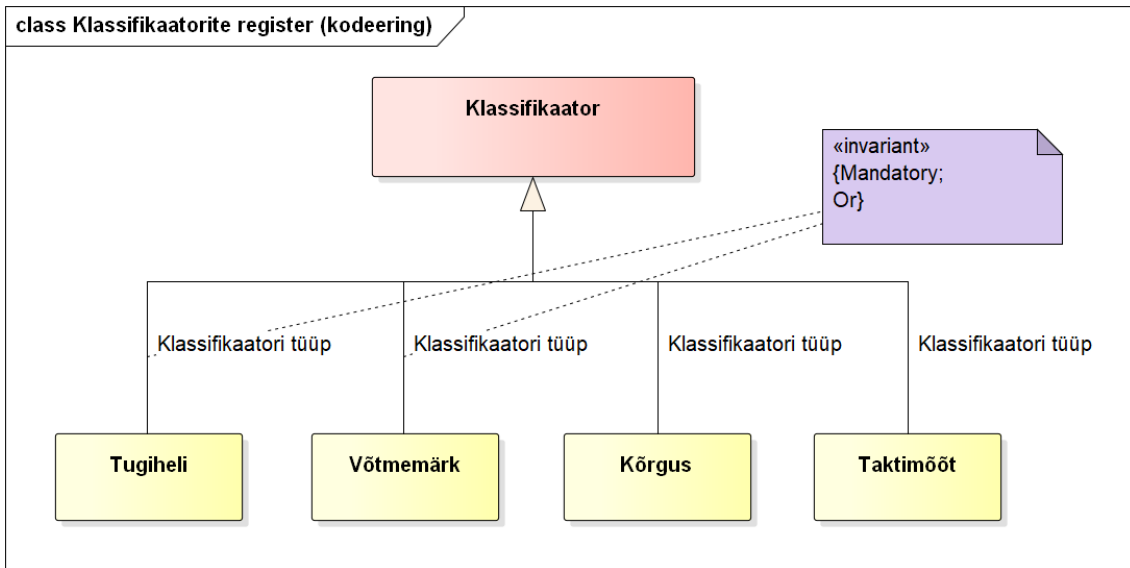 class Klassifikaatorite register (kodeering)
Klassifikaator
«invariant»
{Mandatory;
Or}
Klassifikaatori tüüp
Klassifikaatori tüüp
Klassifikaatori tüüp
Klassifikaatori tüüp
Tugiheli
Võtmemärk
Kõrgus
Taktimõõt